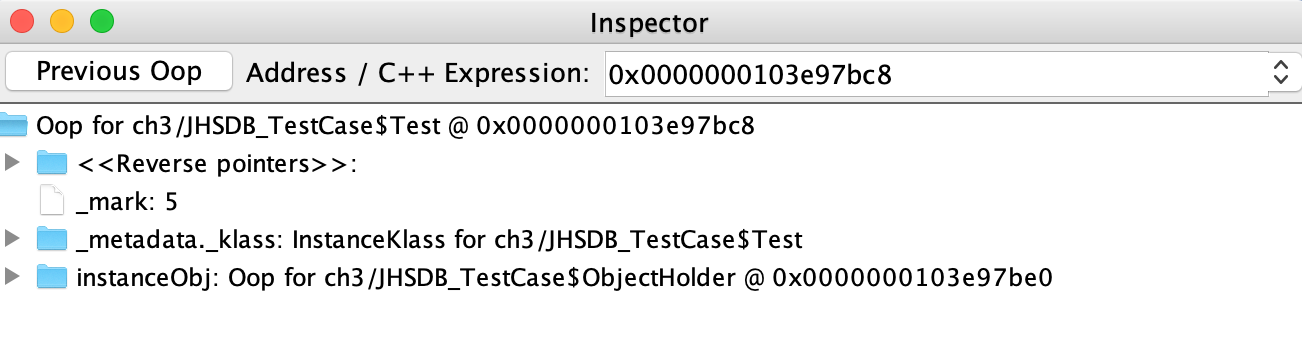 Inspector
Previous Oop Address / C++ Expression: 0x0000000103e97bc8
Oop for ch3/JHSDB_TestCase$Test @ 0x0000000103e97bc8
<<Reverse pointers>>:
_mark: 5
_metadata._klass: InstanceKlass for ch3/JHSDB_TestCase$Test
instanceObj: Oop for ch3/JHSDB_TestCase$ObjectHolder @ 0x0000000103e97be0